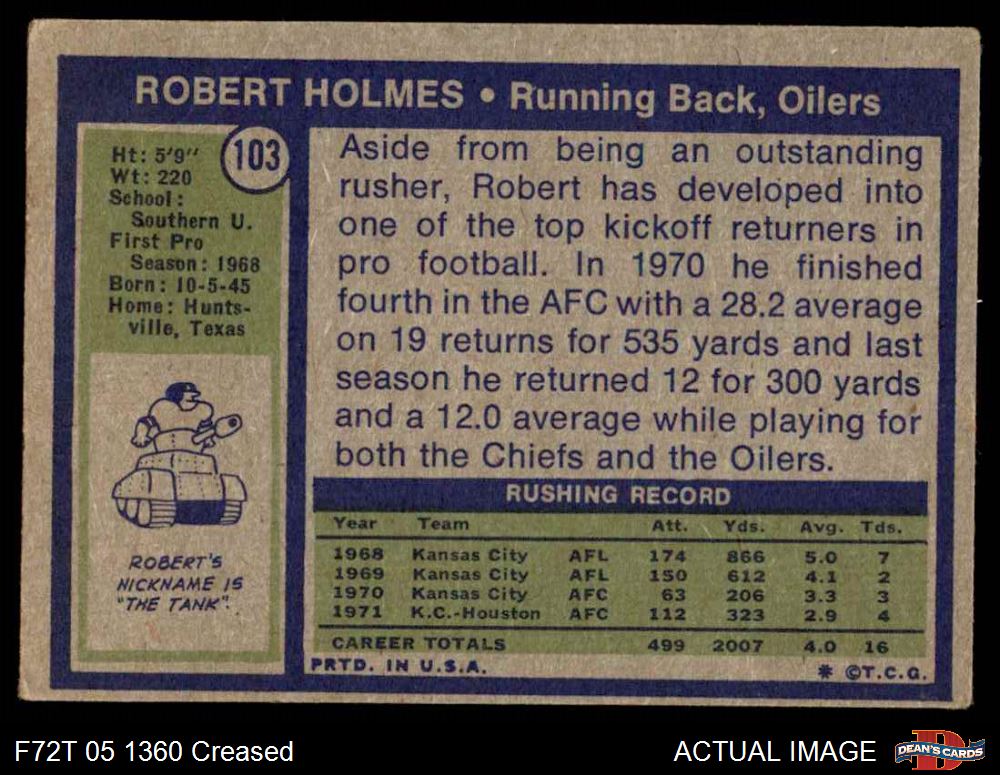 ROBERT HOLMES • Running Back, Oilers
103
Ht: 5'9"
Wt: 220
School:
Southern U.
First Pro
Season: 1968
Born: 10-5-45
Home: Hunts-
ville, Texas
ROBERT'S
NICKNAME IS
"THE TANK".
Aside from being an outstanding
rusher, Robert has developed into
one of the top kickoff returners in
pro football. In 1970 he finished
fourth in the AFC with a 28.2 average
on 19 returns for 535 yards and last
season he returned 12 for 300 yards
and a 12.0 average while playing for
both the Chiefs and the Oilers.
RUSHING RECORD
Year Team Att. Yds. Avg. Tds.
1968 Kansas City AFL 174 866 5.0 7
1969 Kansas City AFL 150 612 4.1 2
1970 Kansas City AFC 63 206 3.3 3
1971 K.C.-Houston AFC 112 323 2.9 4
CAREER TOTALS 499 2007 4.0 16
PRTD. IN U.S.A. * ©T.C.G.
F72T 05 1360 Creased
ACTUAL IMAGE
DEAN'S CARDS